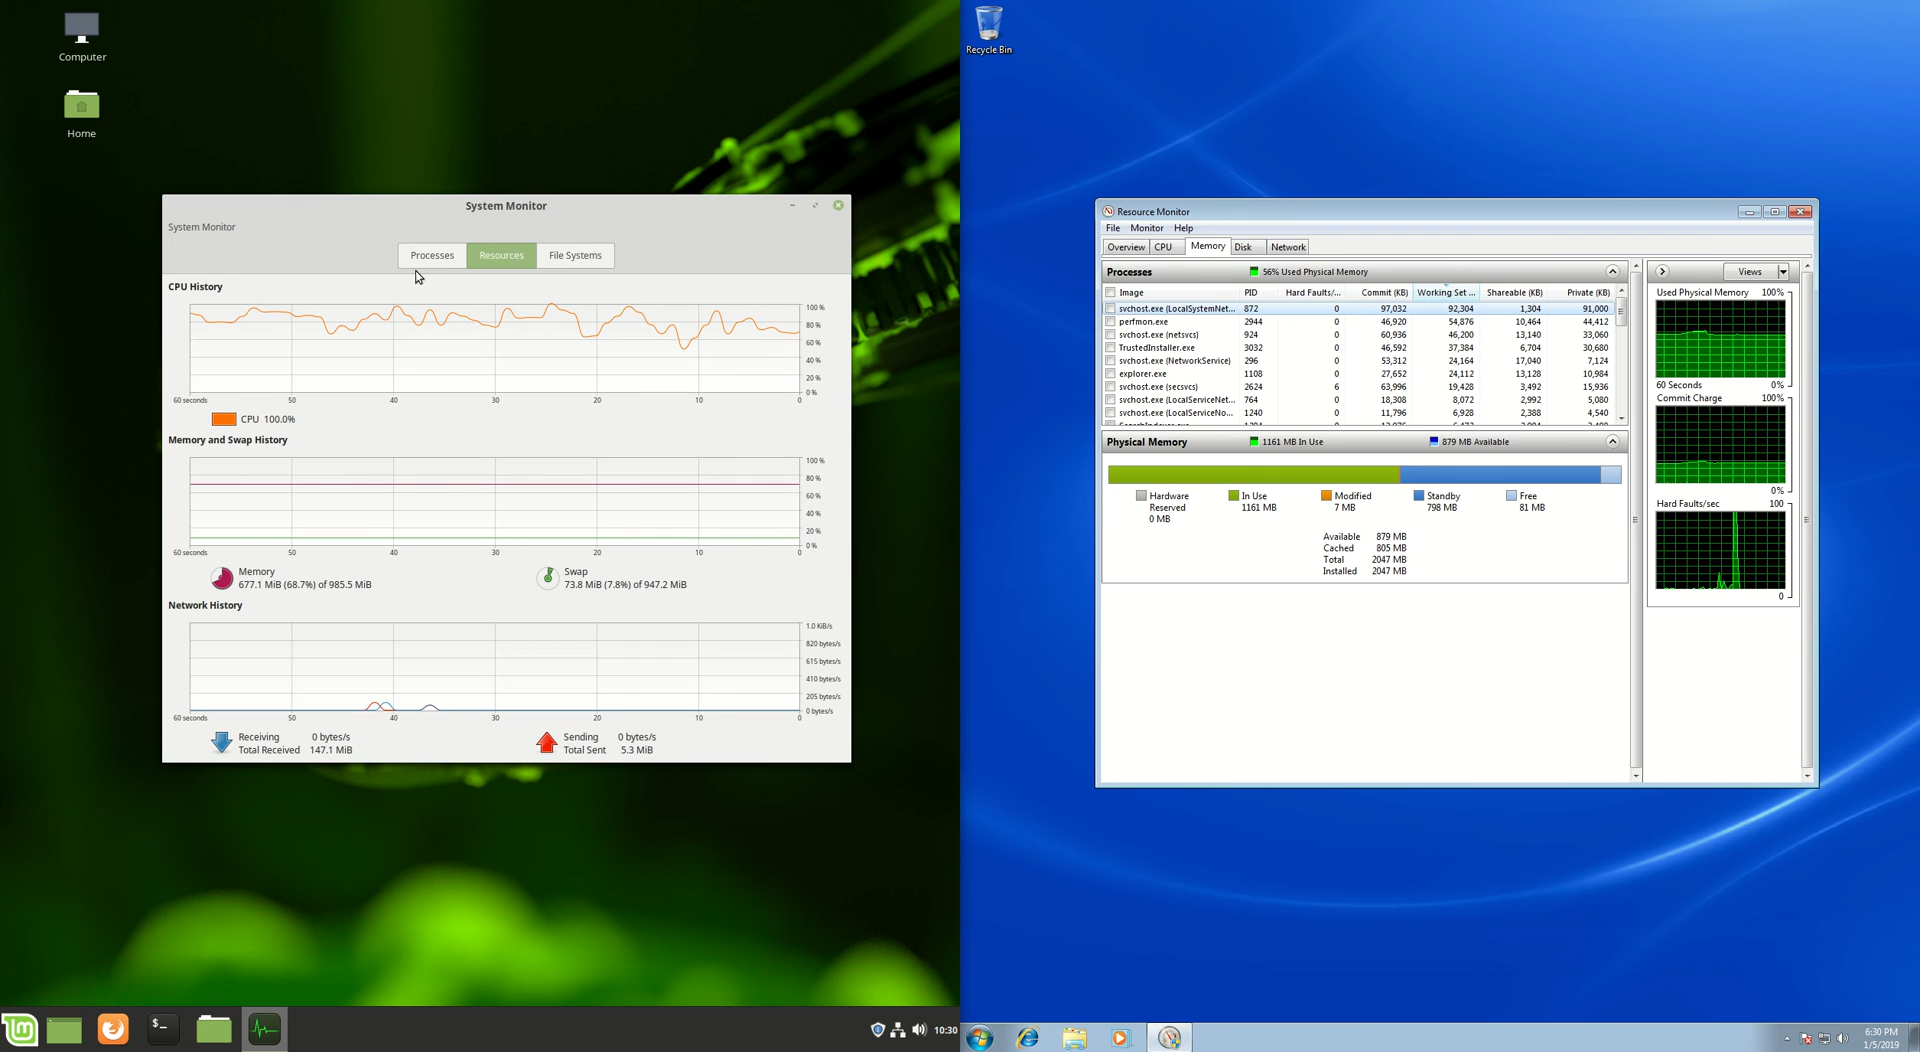 Computer
Home
System Monitor
System Monitor
Processes
Resources
File Systems
CPU History
100 %
80 %
60 %
40 %
20 %
0 %
60 seconds 50 40 30 20 10 0
CPU 100.0%
Memory and Swap History
100 %
80 %
60 %
40 %
20 %
0 %
60 seconds 50 40 30 20 10 0
Memory
677.1 MiB (68.7%) of 985.5 MiB
Swap
73.8 MiB (7.8%) of 947.2 MiB
Network History
1.0 KiB/s
820 bytes/s
615 bytes/s
410 bytes/s
205 bytes/s
0 bytes/s
60 seconds 50 40 30 20 10 0
Receiving 0 bytes/s
Total Received 147.1 MiB
Sending 0 bytes/s
Total Sent 5.3 MiB
10:30
Recycle Bin
Resource Monitor
File Monitor Help
Overview CPU Memory Disk Network
Processes 56% Used Physical Memory
Image PID Hard Faults/... Commit (KB) Working Set ... Shareable (KB) Private (KB)
svchost.exe (LocalSystemNet... 872 0 97,032 92,304 1,304 91,000
perfmon.exe 2944 0 46,920 54,876 10,464 44,412
svchost.exe (netsvcs) 924 0 60,936 46,200 13,140 33,060
TrustedInstaller.exe 3032 0 46,592 37,384 6,704 30,680
svchost.exe (NetworkService) 296 0 53,312 24,164 17,040 7,124
explorer.exe 1108 0 27,652 24,112 13,128 10,984
svchost.exe (secsvcs) 2624 6 63,996 19,428 3,492 15,936
svchost.exe (LocalServiceNet... 764 0 18,308 8,072 2,992 5,080
svchost.exe (LocalServiceNo... 1240 0 11,796 6,928 2,388 4,540
Physical Memory 1161 MB In Use 879 MB Available
Hardware Reserved
0 MB
In Use
1161 MB
Modified
7 MB
Standby
798 MB
Free
81 MB
Available 879 MB
Cached 805 MB
Total 2047 MB
Installed 2047 MB
Views
Used Physical Memory 100%
60 Seconds 0%
Commit Charge 100%
0%
Hard Faults/sec 100
0
6:30 PM
1/5/2019